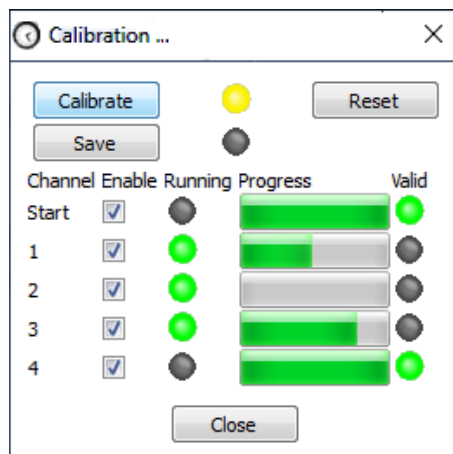 Calibration ...
Calibrate Reset
Save
Channel Enable Running Progress Valid
Start
1
2
3
4
Close